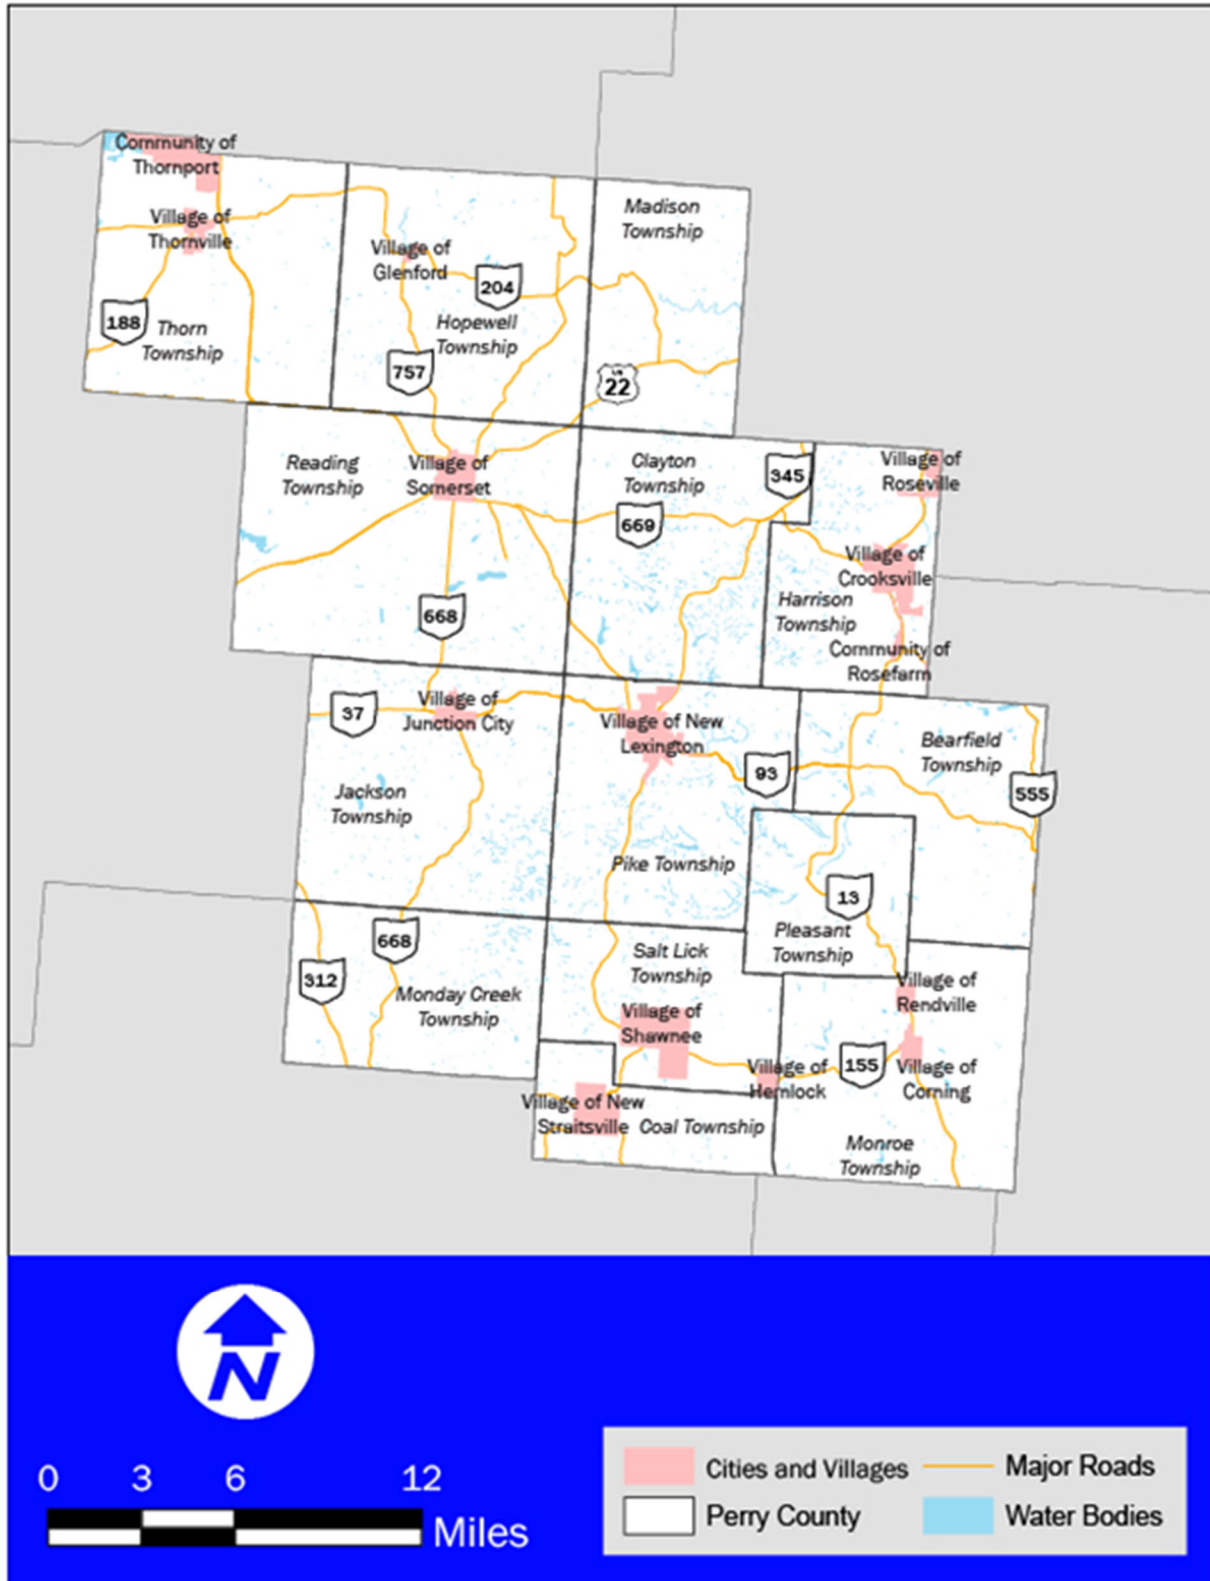 Community of
Thornport
Village of
Thornville
188
Thorn
Township
Village of
Glenford
204
Hopewell
Township
757
Madison
Township
US
22
Reading
Township
Village of
Somerset
668
Clayton
Township
669
345
Village of
Roseville
Village of
Crooksville
Harrison
Township
Community of
Rosefarm
37
Village of
Junction City
Jackson
Township
Village of New
Lexington
93
Pike Township
Bearfield
Township
555
13
Pleasant
Township
668
312
Monday Creek
Township
Salt Lick
Township
Village of
Shawnee
Village of
Rendville
Village of
Hemlock
155
Village of
Corning
Village of New
Straitsville
Coal Township
Monroe
Township
N
0 3 6 12
Miles
Cities and Villages
Major Roads
Perry County
Water Bodies